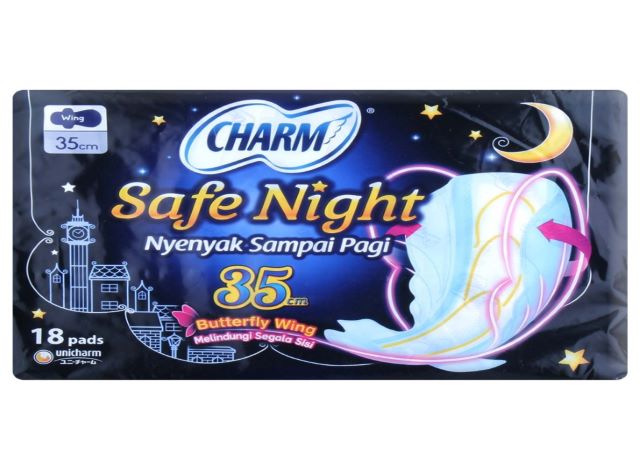 Wing
35cm
CHARM
®
Safe Night
Nyenyak Sampai Pagi
35cm
Butterfly Wing
Melindungi Segala Sisi
18 pads
unicharm
ユニ・チャーム